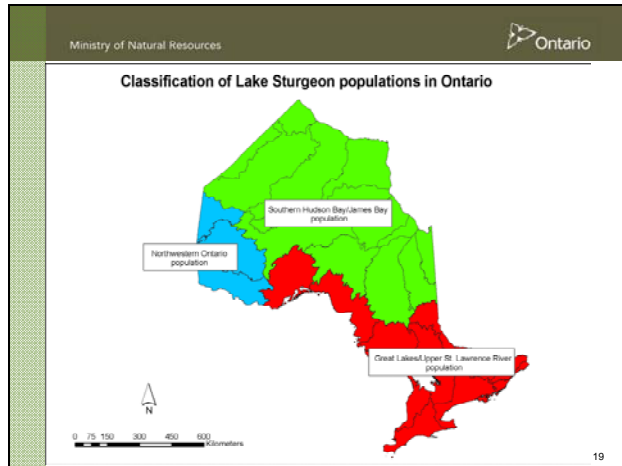 Ministry of Natural Resources
Ontario
Classification of Lake Sturgeon populations in Ontario
Southern Hudson Bay/James Bay
population
Northwestern Ontario
population
Great Lakes/Upper St. Lawrence River
population
N
0 75 150 300 450 600
Kilometers
19